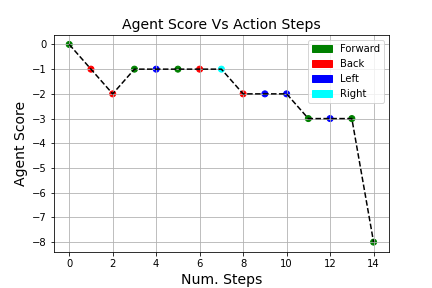 Agent Score Vs Action Steps
0
−1
−2
−3
−4
−5
−6
−7
−8
Agent Score
Forward
Back
Left
Right
0 2 4 6 8 10 12 14
Num. Steps